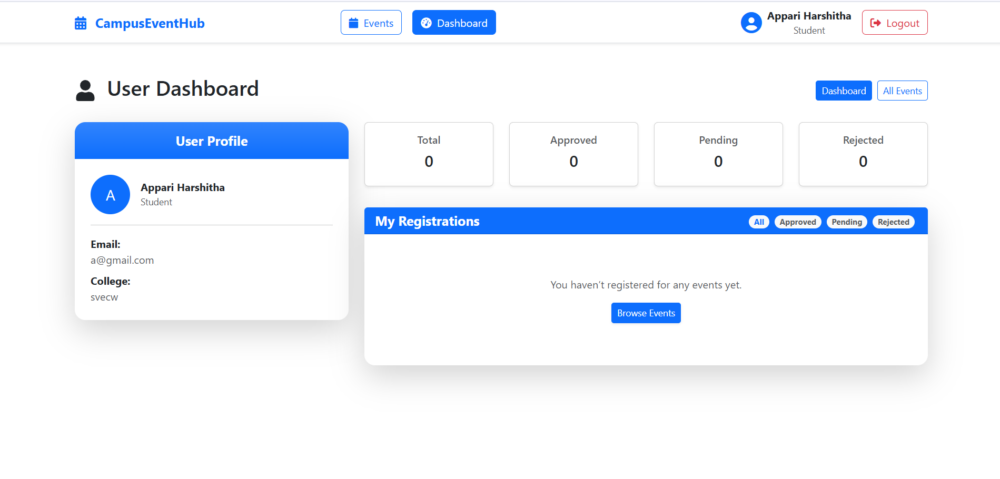 CampusEventHub
Events
Dashboard
Appari Harshitha
Student
Logout
User Dashboard
Dashboard
All Events
User Profile
A
Appari Harshitha
Student
Email:
a@gmail.com
College:
svecw
Total
0
Approved
0
Pending
0
Rejected
0
My Registrations
All
Approved
Pending
Rejected
You haven’t registered for any events yet.
Browse Events